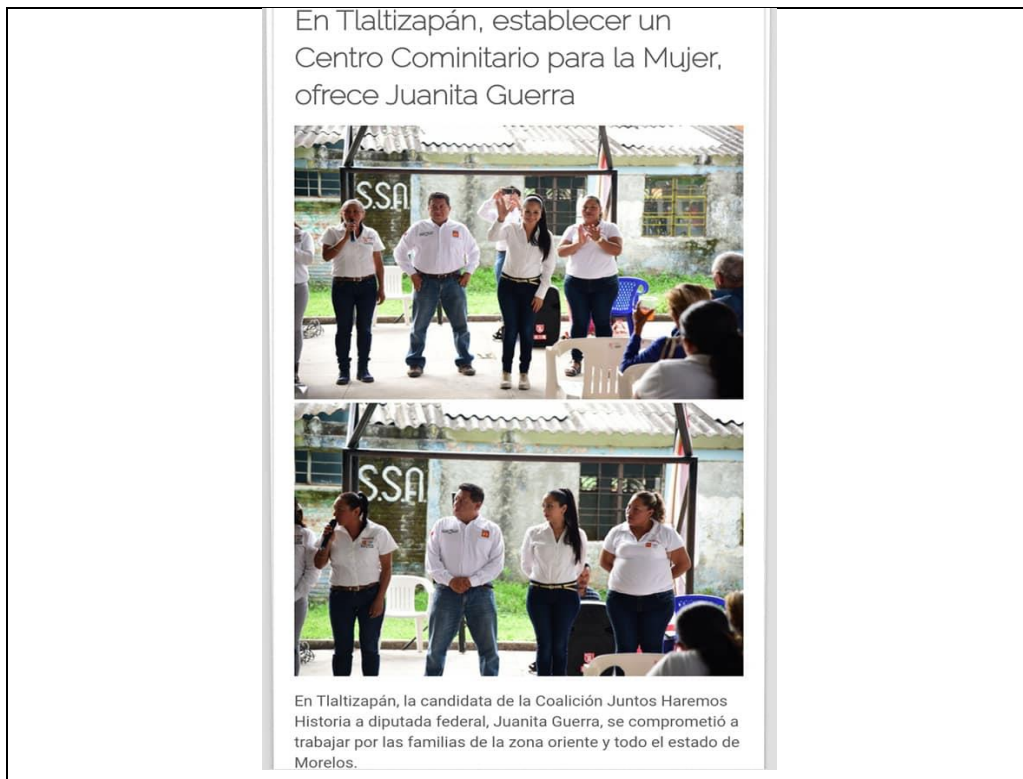 En Tlaltizapán, establecer un
Centro Cominitario para la Mujer,
ofrece Juanita Guerra
S.S.A
S.S.A
En Tlaltizapán, la candidata de la Coalición Juntos Haremos
Historia a diputada federal, Juanita Guerra, se comprometió a
trabajar por las familias de la zona oriente y todo el estado de
Morelos.